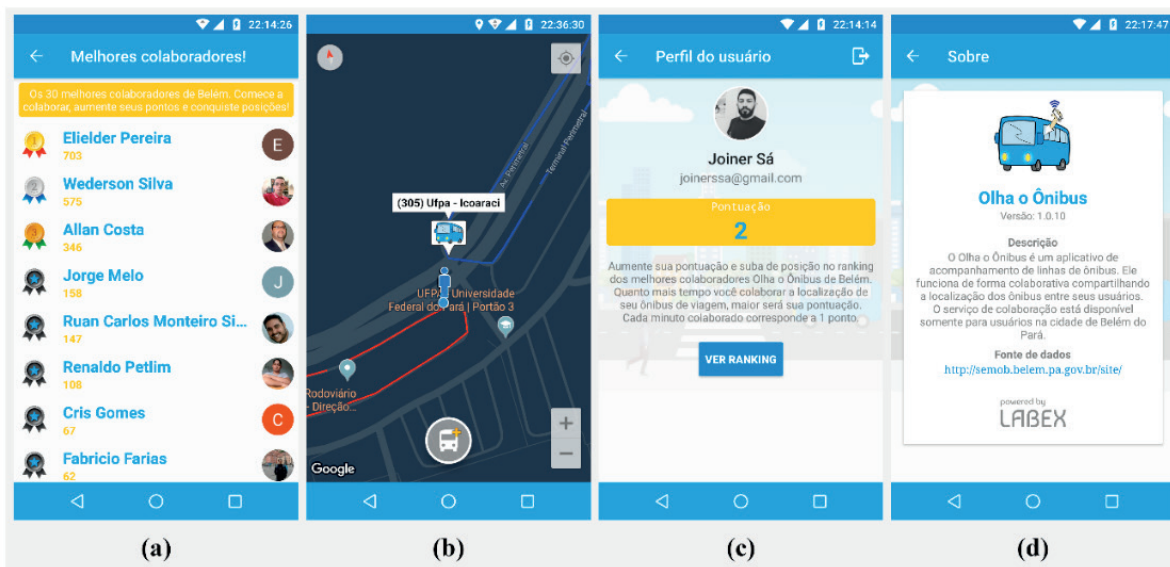 22:14:26
Melhores colaboradores!
Os 30 melhores colaboradores de Belém. Comece a
colaborar, aumente seus pontos e conquiste posições!
1
Elielder Pereira
703
E
2
Wederson Silva
575
3
Allan Costa
346
Jorge Melo
158
J
Ruan Carlos Monteiro Si...
147
Renaldo Petlim
108
Cris Gomes
67
C
Fabricio Farias
62
(a)
22:36:30
Av. Perimetral
Terminal Perimetral
(305) Ufpa - Icoaraci
UFPA | Universidade
Federal do Pará | Portão 3
Rodoviário
- Direção...
+
−
Google
(b)
22:14:14
Perfil do usuário
Joiner Sá
joinerssa@gmail.com
Pontuação
2
Aumente sua pontuação e suba de posição no ranking
dos melhores colaboradores Olha o Ônibus de Belém.
Quanto mais tempo você colaborar a localização de
seu ônibus de viagem, maior será sua pontuação.
Cada minuto colaborado corresponde a 1 ponto.
VER RANKING
(c)
22:17:47
Sobre
Olha o Ônibus
Versão: 1.0.10
Descrição
O Olha o Ônibus é um aplicativo de
acompanhamento de linhas de ônibus. Ele
funciona de forma colaborativa compartilhando
a localização dos ônibus entre seus usuários.
O serviço de colaboração está disponível
somente para usuários na cidade de Belém do
Pará.
Fonte de dados
http://semob.belem.pa.gov.br/site/
powered by
LABEX
(d)